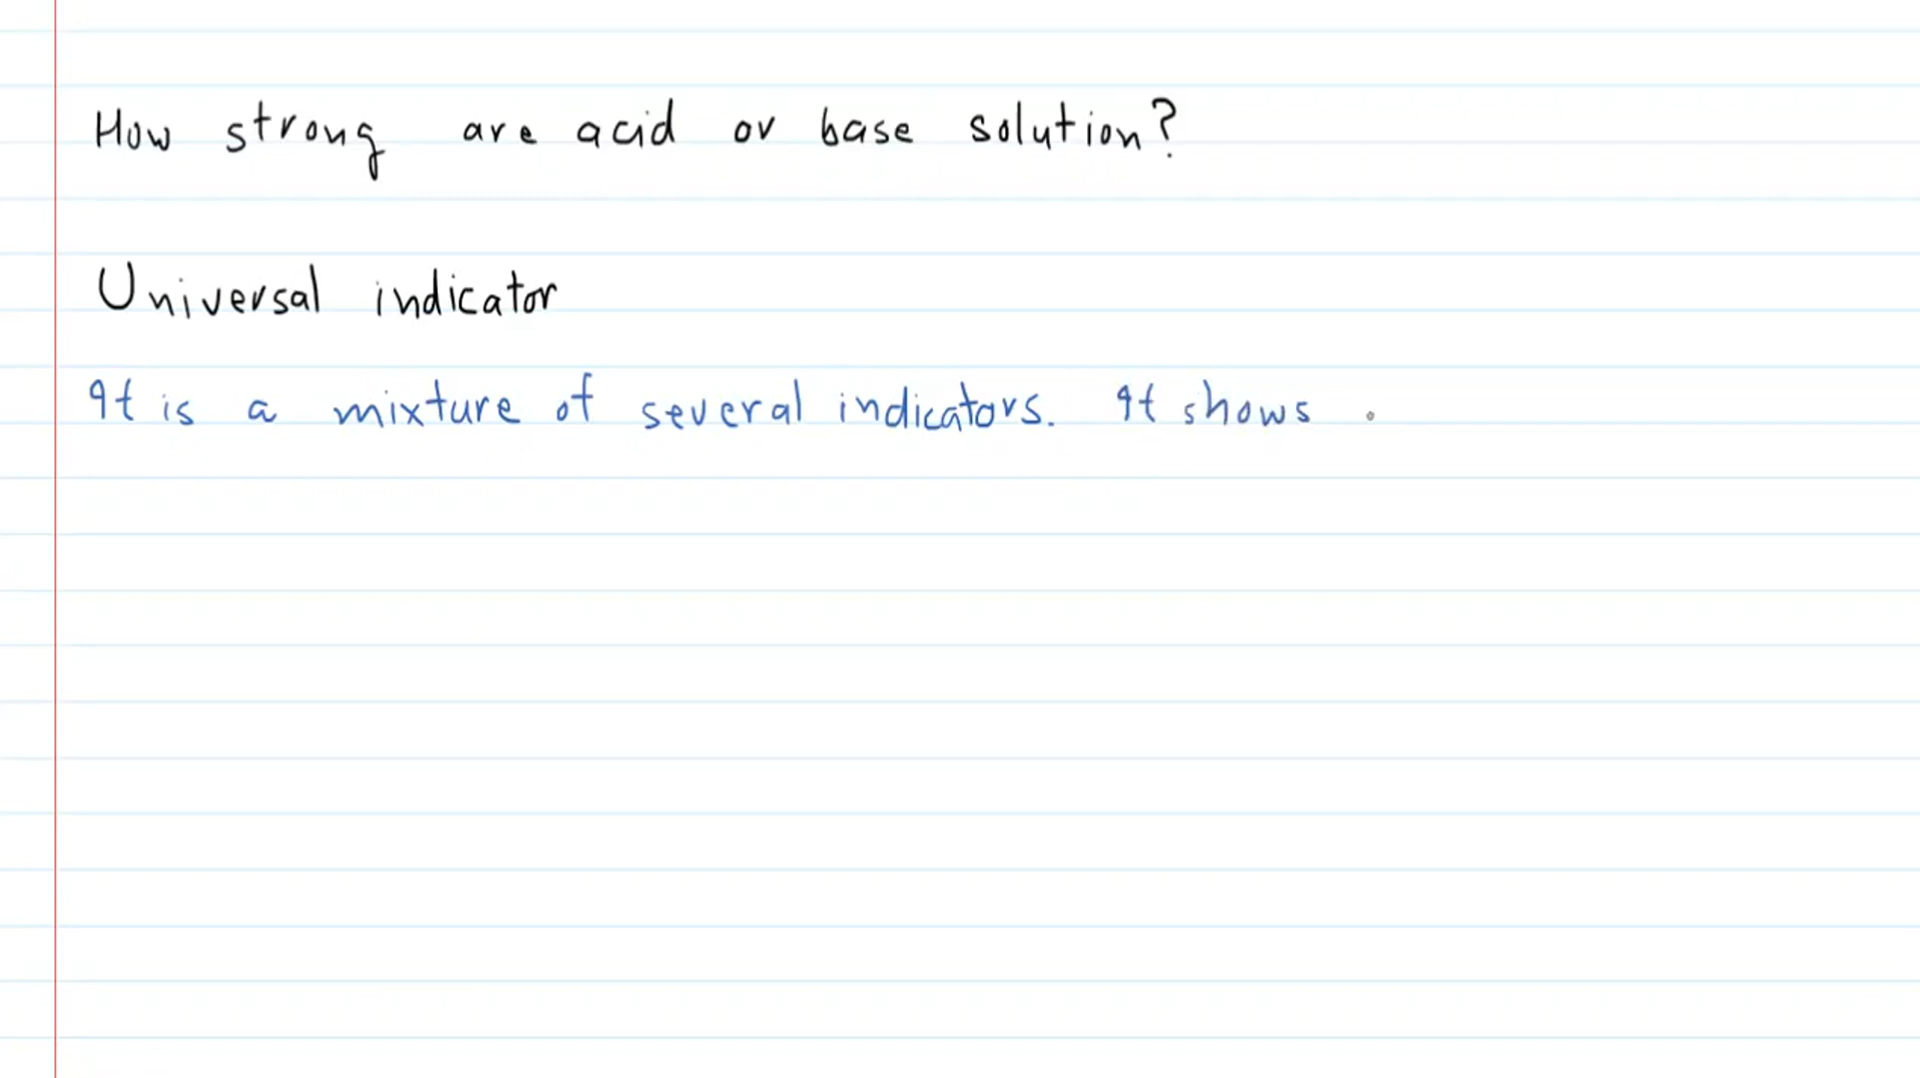 How strong are acid or base solution?
Universal indicator
It is a mixture of several indicators. It shows